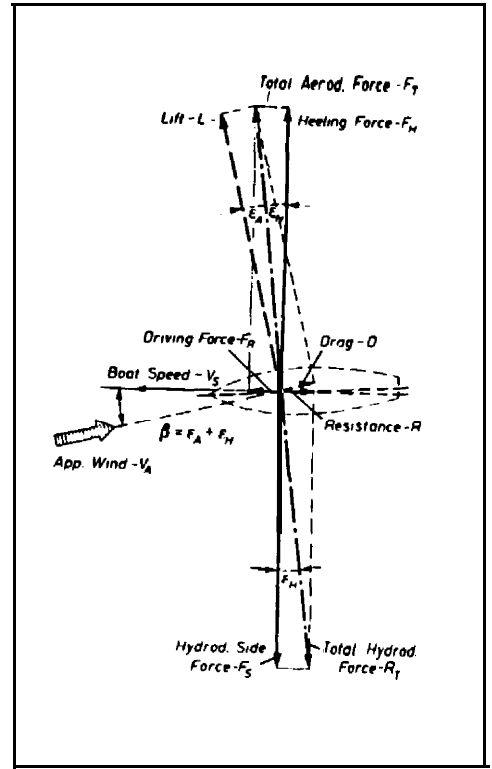 Total Aerod. Force - F_T
Lift - L
Heeling Force - F_H
ε_A ε_H
Driving Force - F_R
Drag - D
Boat Speed - V_S
Resistance - R
β = ε_A + ε_H
App. Wind - V_A
ε_H
Hydrod. Side
Force - F_S
Total Hydrod.
Force - R_T